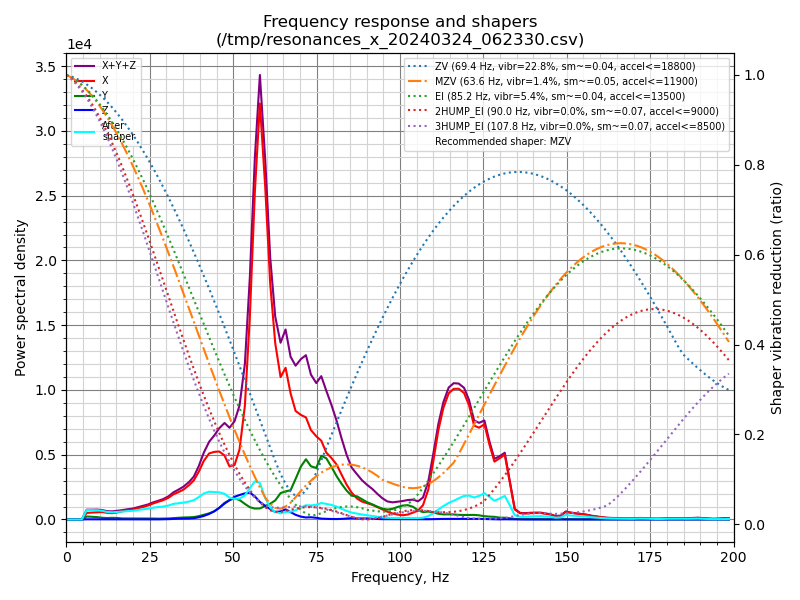 Frequency response and shapers
(/tmp/resonances_x_20240324_062330.csv)
1e4
X+Y+Z
X
Y
Z
After
shaper
ZV (69.4 Hz, vibr=22.8%, sm~=0.04, accel<=18800)
MZV (63.6 Hz, vibr=1.4%, sm~=0.05, accel<=11900)
EI (85.2 Hz, vibr=5.4%, sm~=0.04, accel<=13500)
2HUMP_EI (90.0 Hz, vibr=0.0%, sm~=0.07, accel<=9000)
3HUMP_EI (107.8 Hz, vibr=0.0%, sm~=0.07, accel<=8500)
Recommended shaper: MZV
3.5
3.0
2.5
2.0
1.5
1.0
0.5
0.0
Power spectral density
1.0
0.8
0.6
0.4
0.2
0.0
Shaper vibration reduction (ratio)
0 25 50 75 100 125 150 175 200
Frequency, Hz